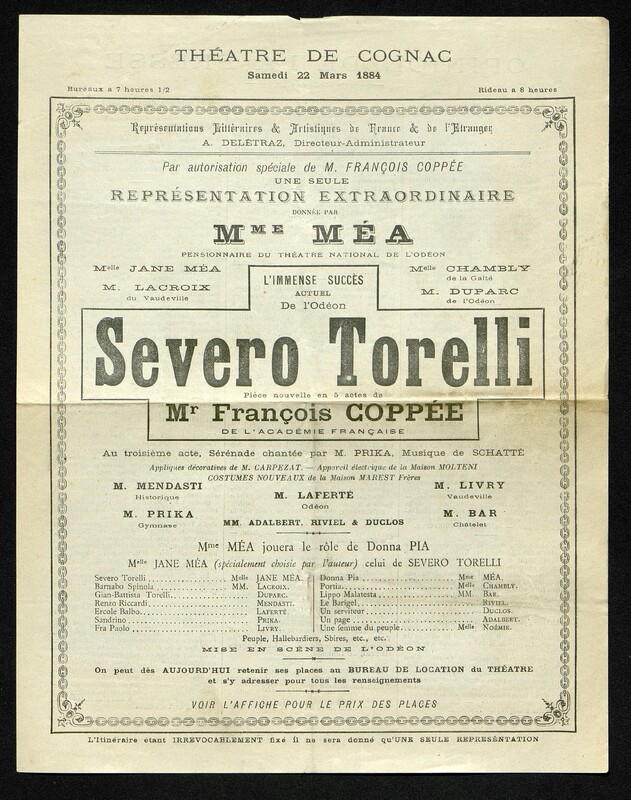 THÉATRE DE COGNAC
Samedi 22 Mars 1884
Bureaux a 7 heures 1/2
Rideau a 8 heures
Représentations Littéraires & Artistiques de France & de l'Etranger
A. DELÉTRAZ, Directeur-Administrateur
Par autorisation spéciale de M. FRANÇOIS COPPÉE
UNE SEULE
REPRÉSENTATION EXTRAORDINAIRE
DONNÉE PAR
MME MÉA
PENSIONNAIRE DU THÉATRE NATIONAL DE L'ODÉON
Melle JANE MÉA
Melle CHAMBLY
de la Gaîté
M. LACROIX
du Vaudeville
M. DUPARC
de l'Odéon
L'IMMENSE SUCCÈS
ACTUEL
De l'Odéon
Severo Torelli
Pièce nouvelle en 5 actes de
Mr François COPPÉE
DE L'ACADÉMIE FRANÇAISE
Au troisième acte, Sérénade chantée par M. PRIKA, Musique de SCHATTÉ
Appliques décoratives de M. CARPEZAT. — Appareil électrique de la Maison MOLTENI
COSTUMES NOUVEAUX de la Maison MAREST Frères
M. MENDASTI
Historique
M. LAFERTÉ
Odéon
M. LIVRY
Vaudeville
M. PRIKA
Gymnase
MM. ADALBERT, RIVIEL & DUCLOS
M. BAR
Châtelet
Mme MÉA jouera le rôle de Donna PIA
Melle JANE MÉA (spécialement choisie par l'auteur) celui de SEVERO TORELLI
Severo Torelli ........ Melle JANE MÉA.
Barnabo Spinola ........ MM. LACROIX.
Gian-Battista Torelli ........ DUPARC.
Renzo Riccardi ........ MENDASTI.
Ercole Balbo ........ LAFERTÉ.
Sandrino ........ PRIKA.
Fra Paolo ........ LIVRY.
Donna Pia ........ Mme MÉA.
Portia ........ Melle CHAMBLY.
Lippo Malatesta ........ MM. BAR.
Le Barigel ........ RIVIEL.
Un serviteur ........ DUCLOS.
Un page ........ ADALBERT.
Une femme du peuple ........ Melle NOÉMIE.
Peuple, Hallebardiers, Sbires, etc., etc.
MISE EN SCÈNE DE L'ODÉON
On peut dès AUJOURD'HUI retenir ses places au BUREAU DE LOCATION du THÉATRE
et s'y adresser pour tous les renseignements
VOIR L'AFFICHE POUR LE PRIX DES PLACES
L'Itinéraire étant IRREVOCABLEMENT fixé il ne sera donné qu'UNE SEULE REPRESENTATION